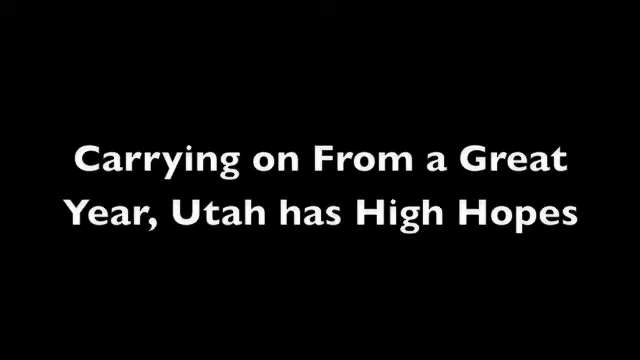 Carrying on From a Great
Year, Utah has High Hopes